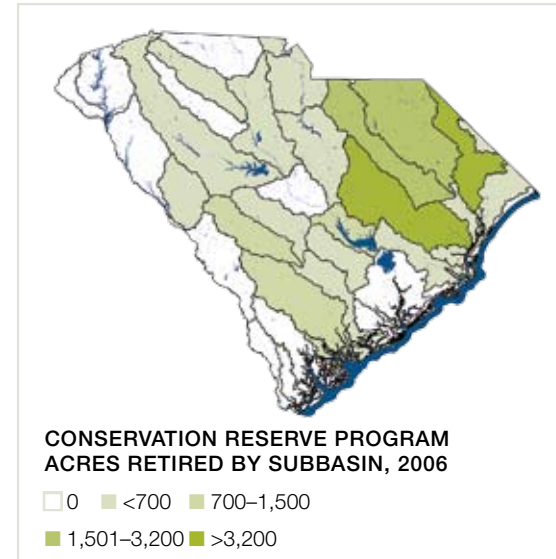 CONSERVATION RESERVE PROGRAM
ACRES RETIRED BY SUBBASIN, 2006
0 <700 700–1,500
1,501–3,200 >3,200